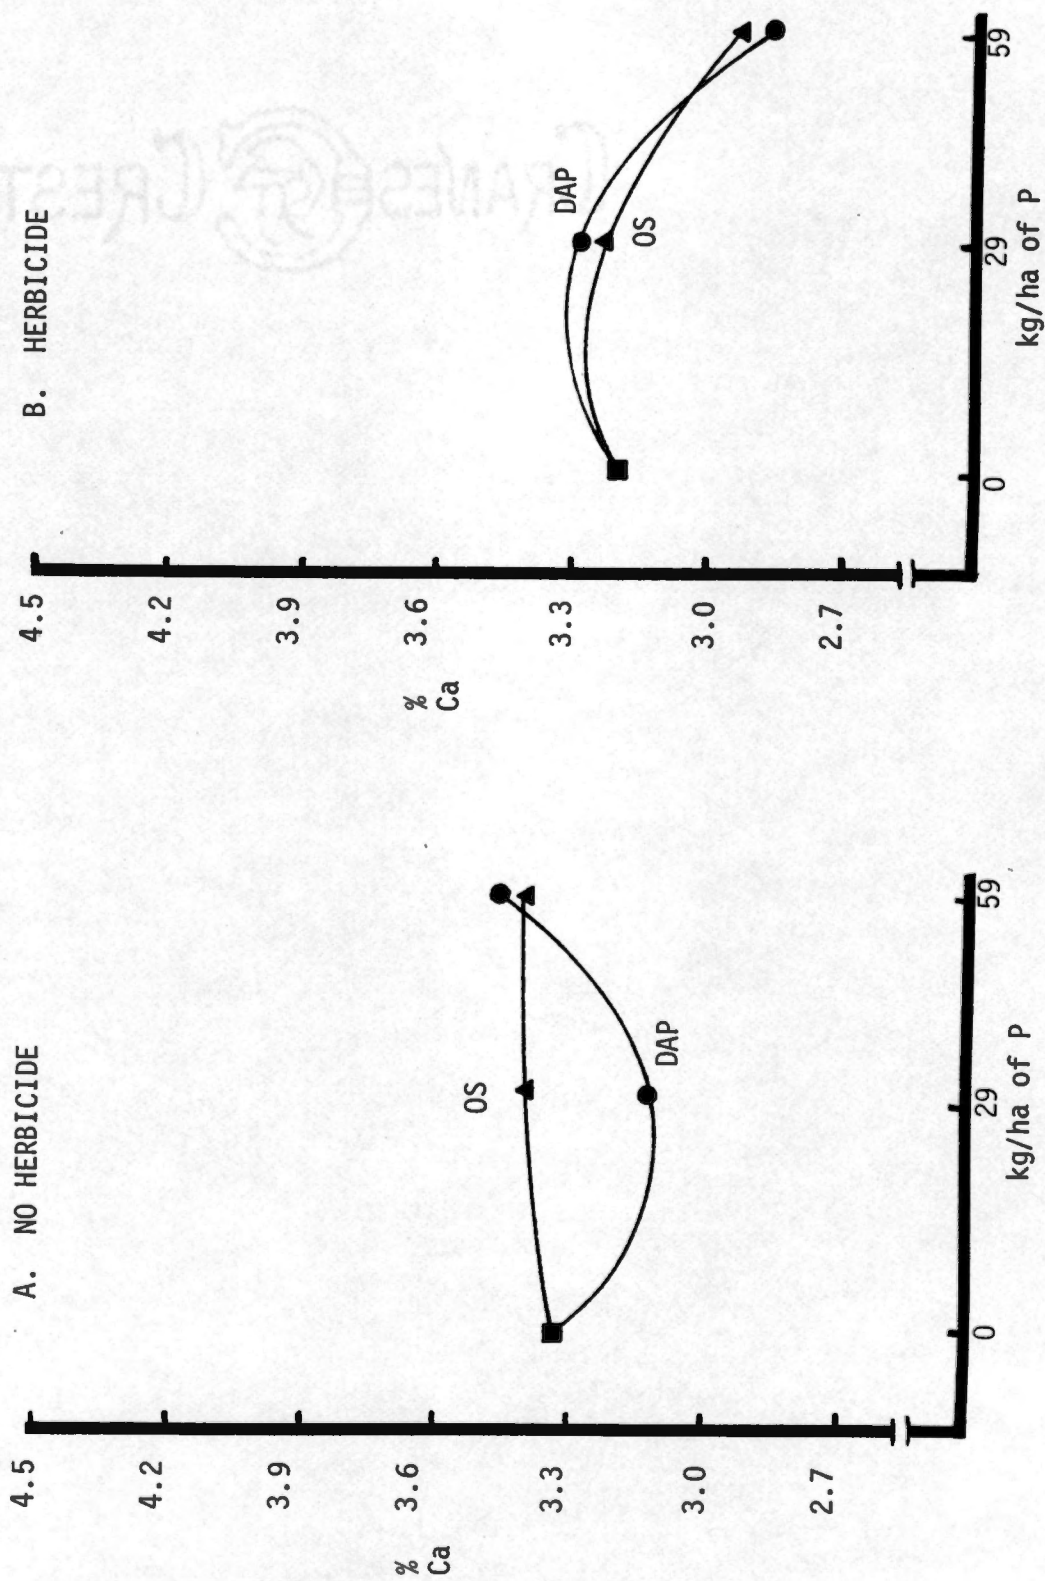 A. NO HERBICIDE
4.5
4.2
3.9
3.6
3.3
3.0
2.7
%
Ca
OS
DAP
0
29
59
kg/ha of P
B. HERBICIDE
4.5
4.2
3.9
3.6
3.3
3.0
2.7
%
Ca
DAP
OS
0
29
59
kg/ha of P
CRANES CREST